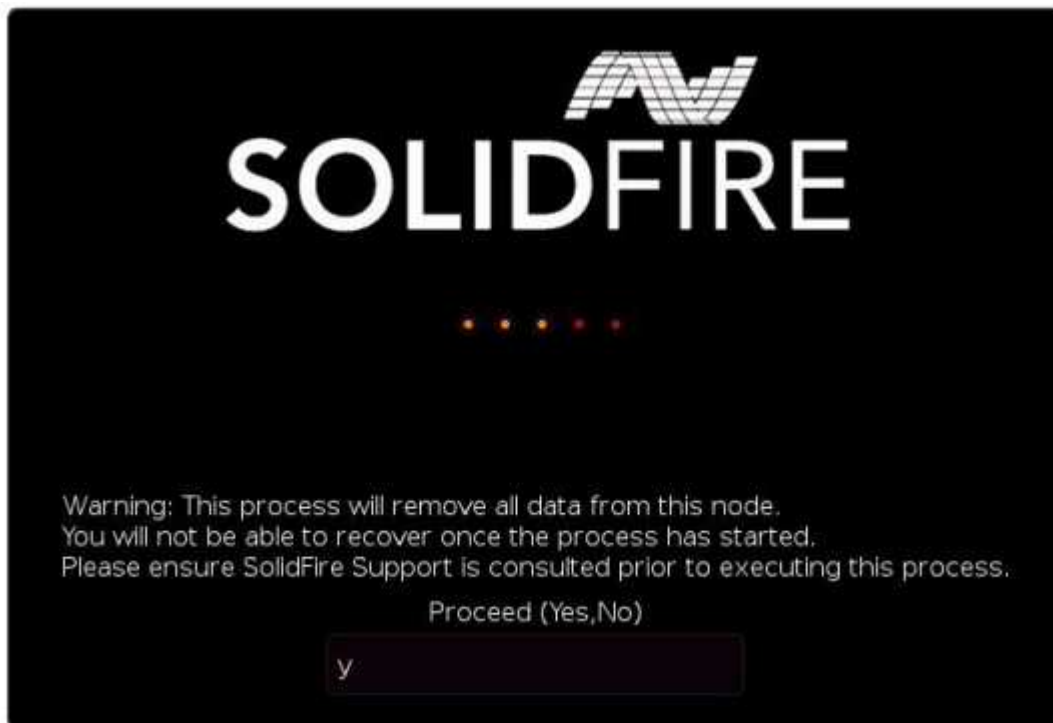 SOLIDFIRE
Warning: This process will remove all data from this node.
You will not be able to recover once the process has started.
Please ensure SolidFire Support is consulted prior to executing this process.
Proceed (Yes,No)
y